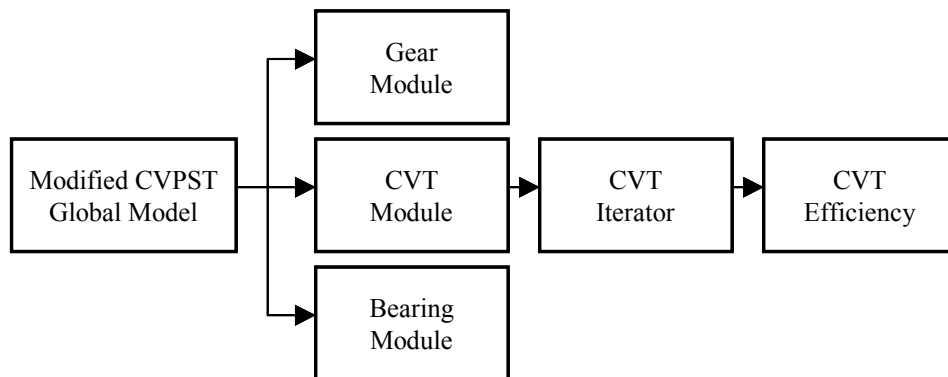 Gear
Module
Modified CVPST
Global Model
CVT
Module
CVT
Iterator
CVT
Efficiency
Bearing
Module